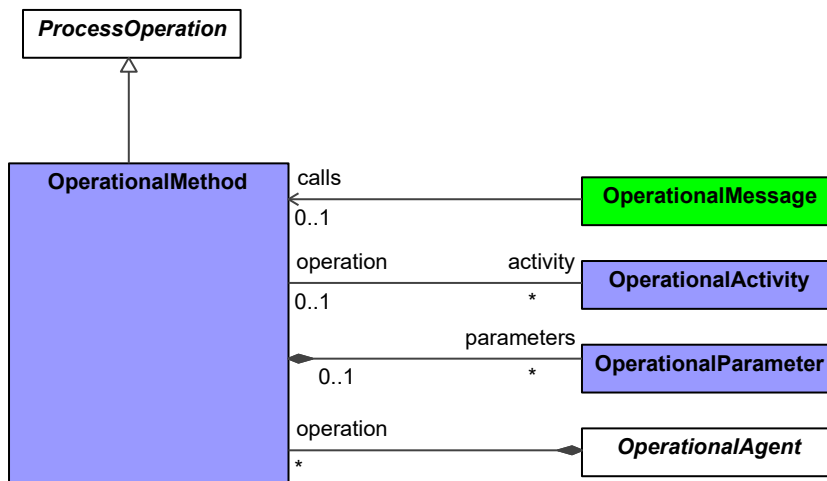 ProcessOperation
OperationalMethod
calls
0..1
OperationalMessage
operation
activity
0..1
*
OperationalActivity
parameters
0..1
*
OperationalParameter
operation
*
OperationalAgent